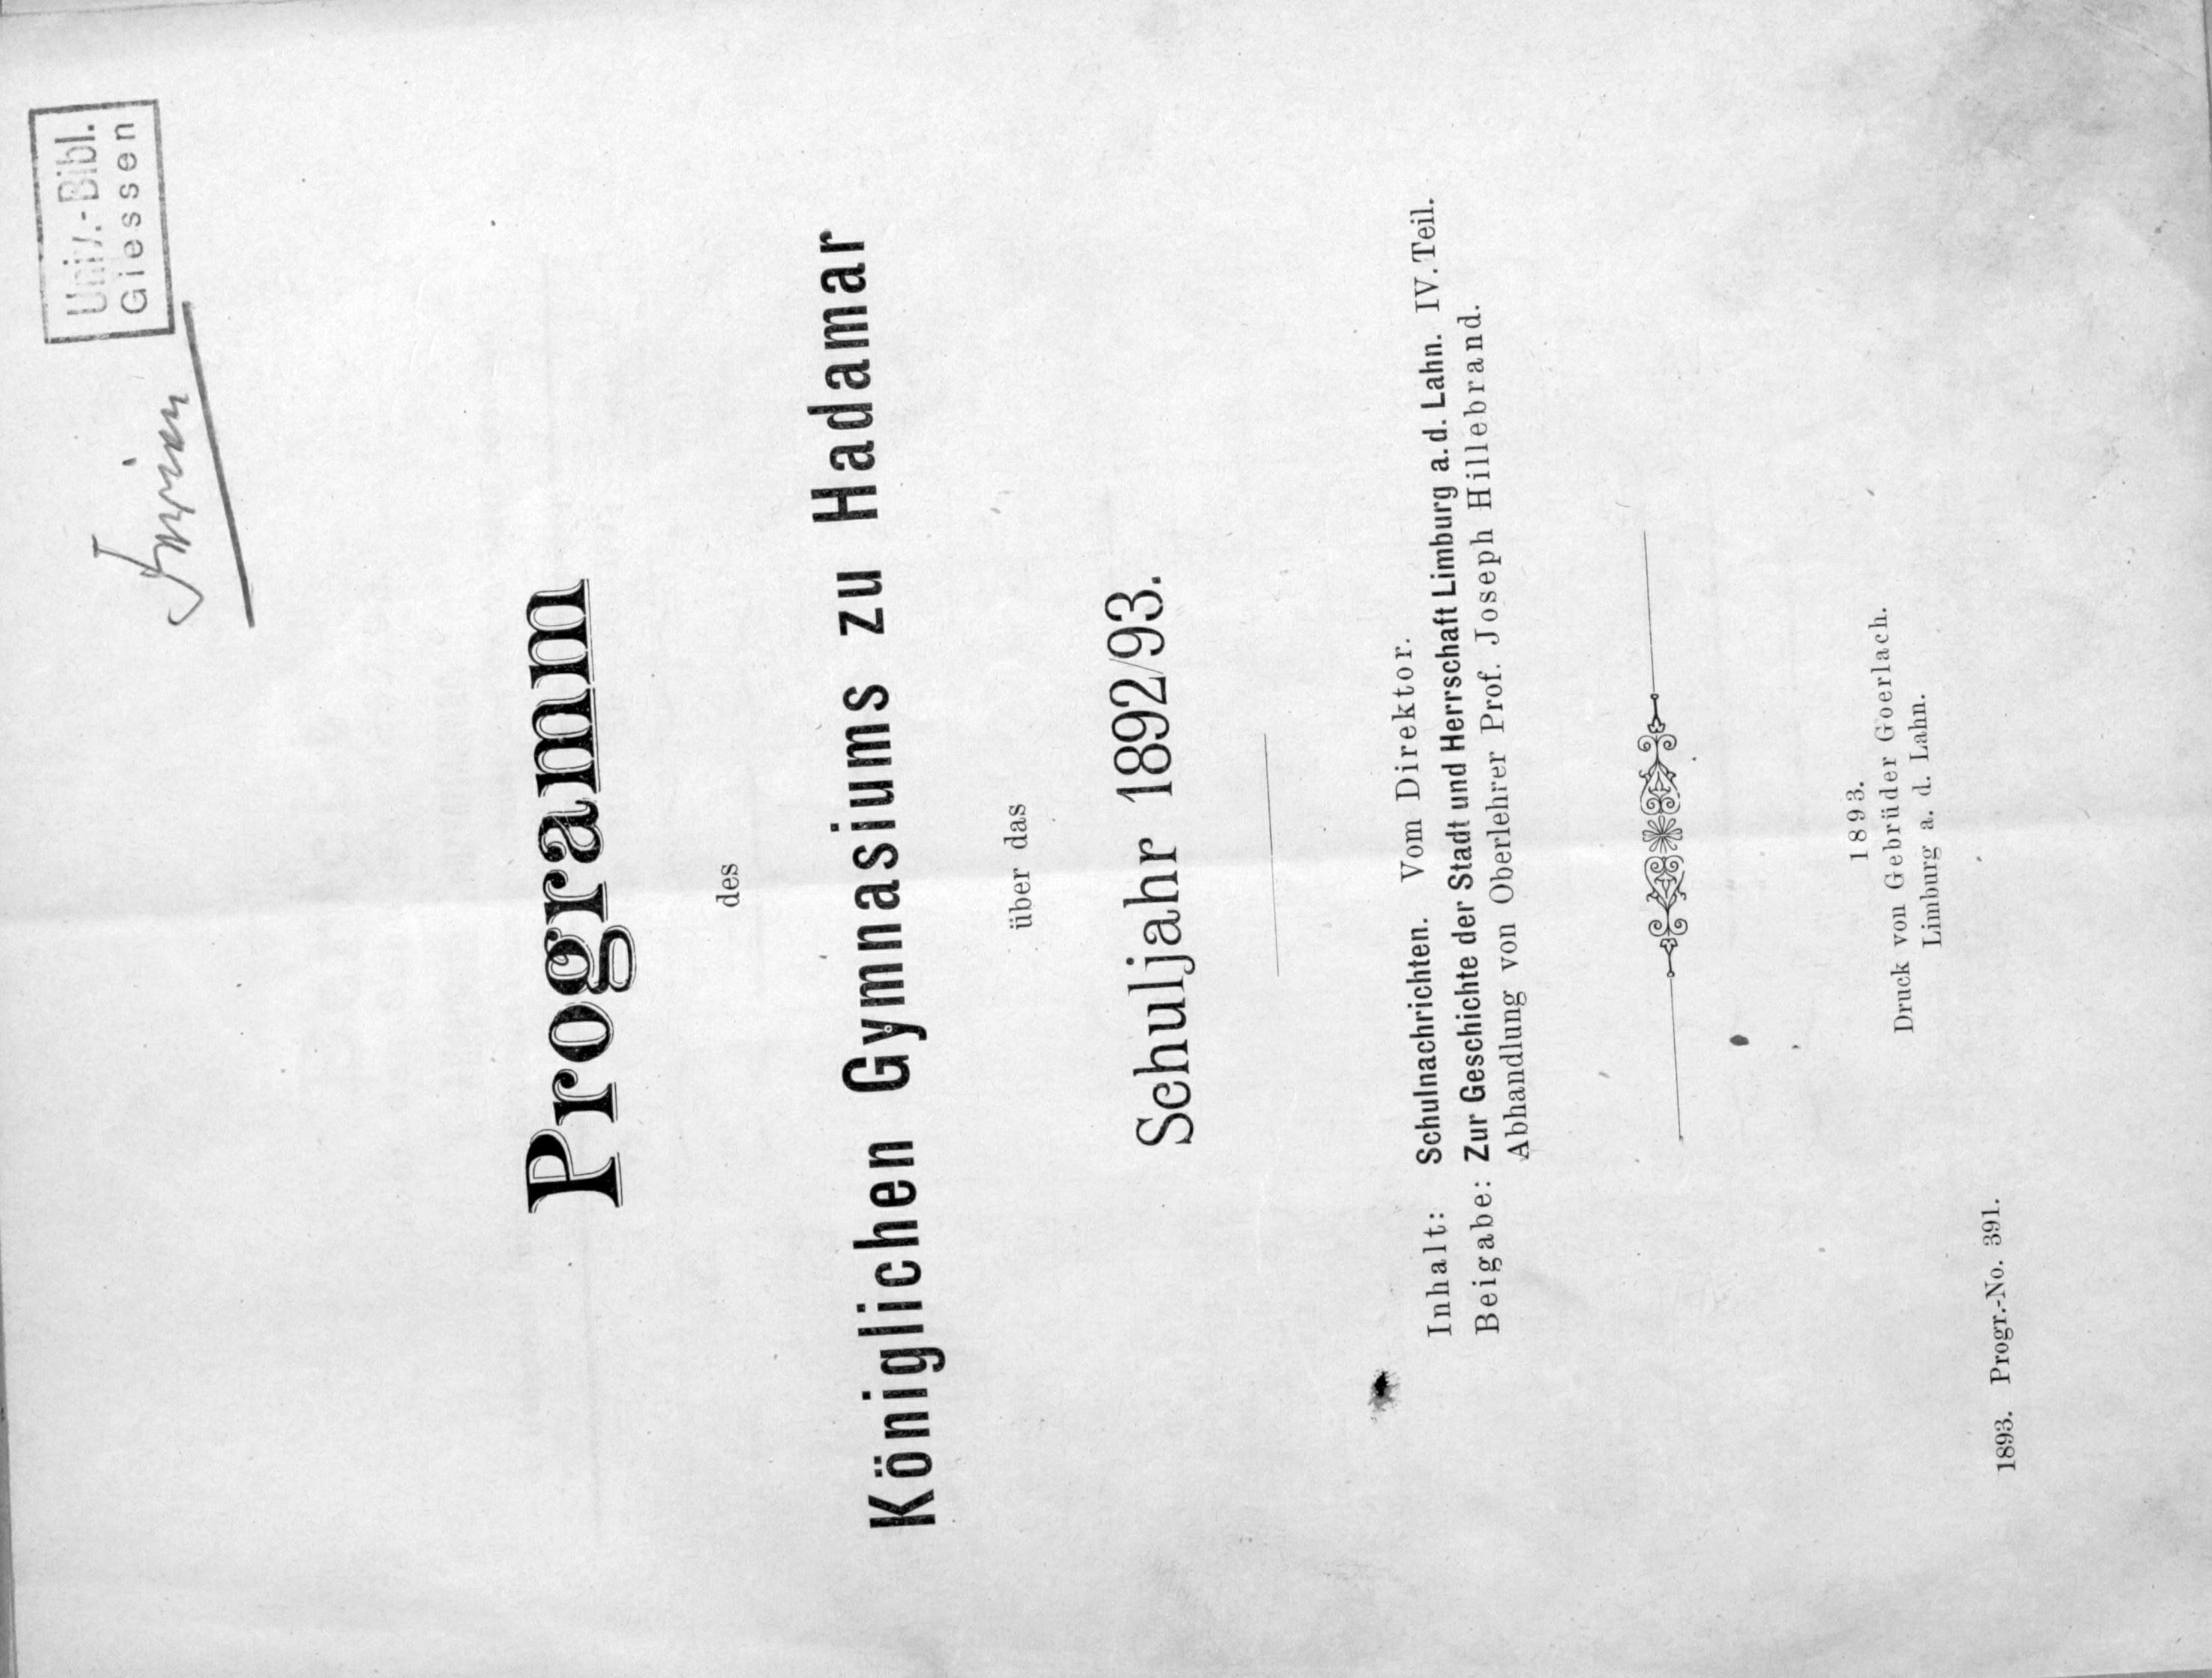 Univ.-Bibl.
Giessen
Programm
des
Königlichen Gymnasiums zu Hadamar
über das
Schuljahr 1892/93.
Inhalt: Schulnachrichten. Vom Direktor.
Beigabe: Zur Geschichte der Stadt und Herrschaft Limburg a. d. Lahn. IV. Teil.
Abhandlung von Oberlehrer Prof. Joseph Hillebrand.
1893.
Druck von Gebrüder Goerlach.
Limburg a. d. Lahn.
1893. Progr.-No. 391.